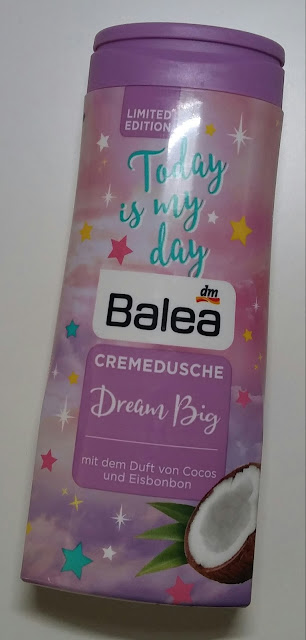 LIMITED
EDITION
Today
is my
day
dm
Balea
CREMEDUSCHE
Dream Big
mit dem Duft von Cocos
und Eisbonbon